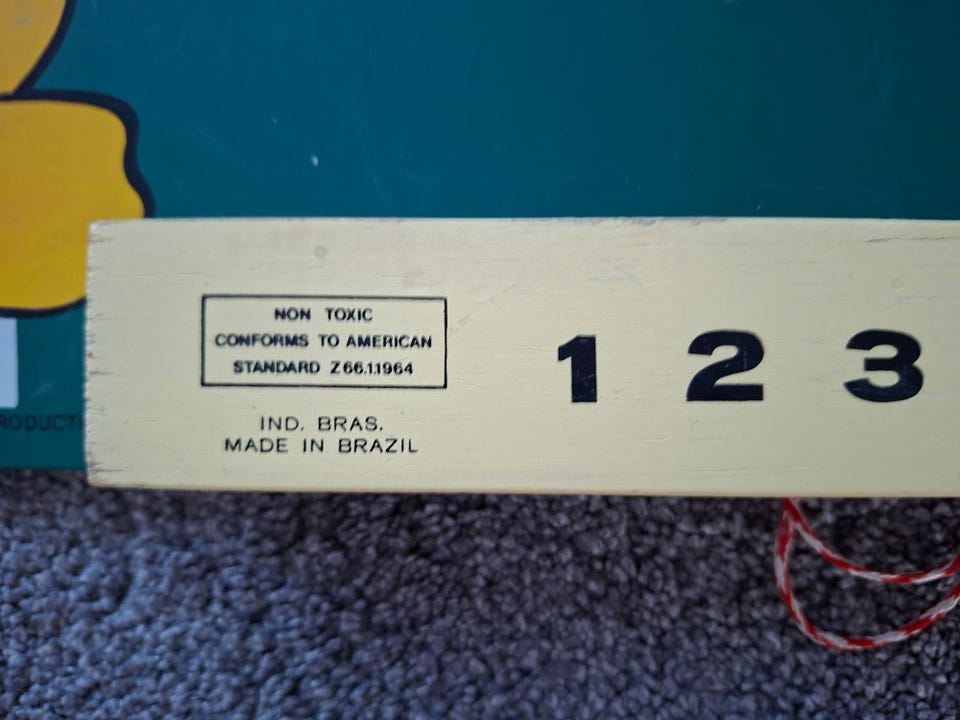 NON TOXIC
CONFORMS TO AMERICAN
STANDARD Z66.1.1964
IND. BRAS.
MADE IN BRAZIL
1 2 3